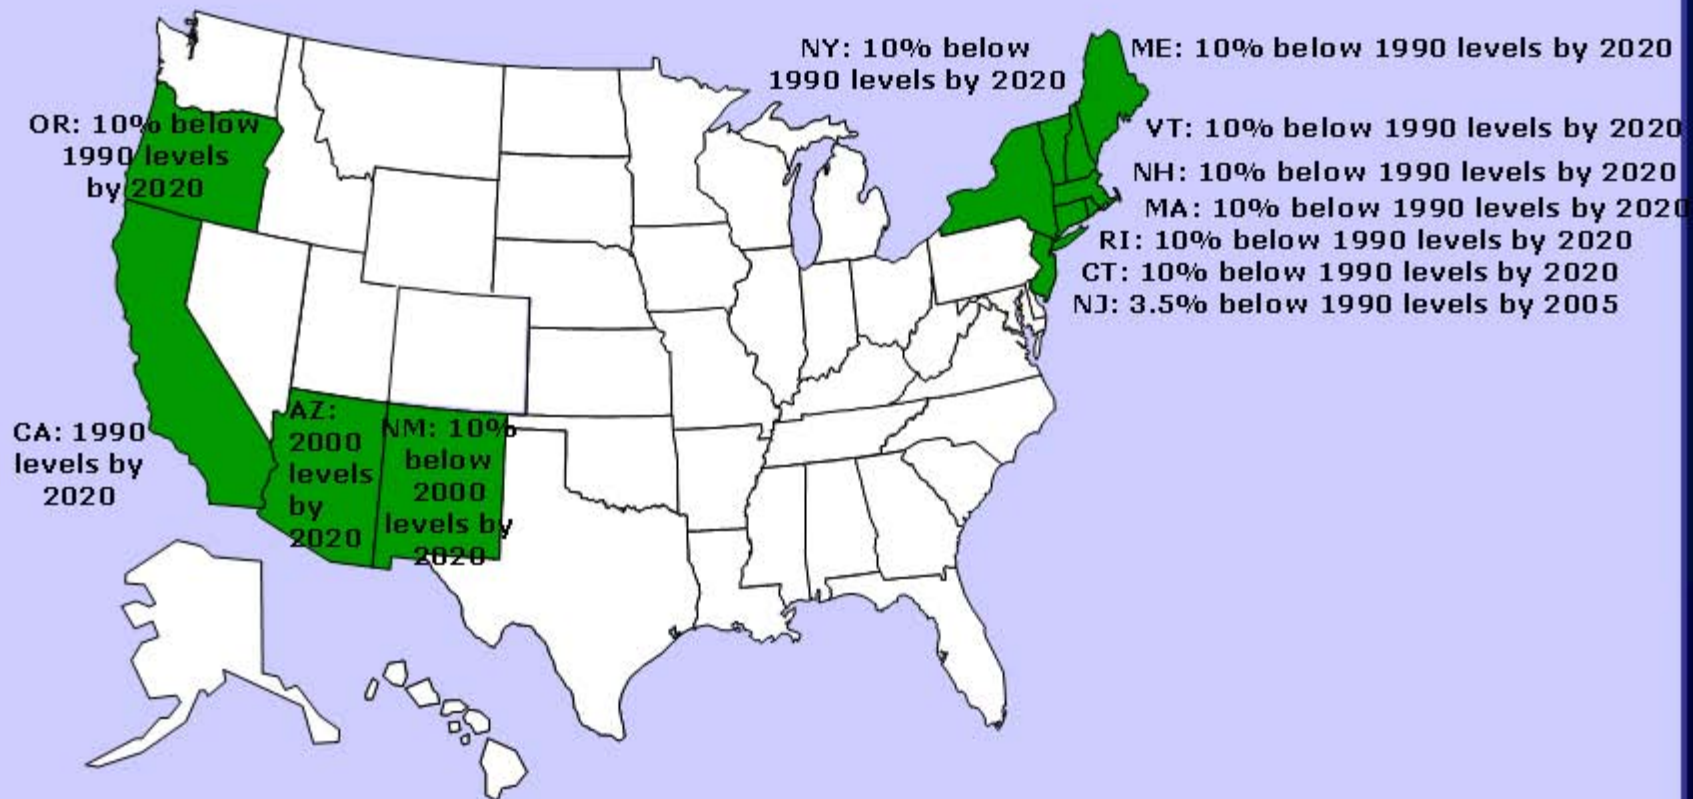 NY: 10% below
1990 levels by 2020
ME: 10% below 1990 levels by 2020
OR: 10% below
1990 levels
by 2020
VT: 10% below 1990 levels by 2020
NH: 10% below 1990 levels by 2020
MA: 10% below 1990 levels by 2020
RI: 10% below 1990 levels by 2020
CT: 10% below 1990 levels by 2020
NJ: 3.5% below 1990 levels by 2005
CA: 1990
levels by
2020
AZ:
2000
levels
by
2020
NM: 10%
below
2000
levels by
2020